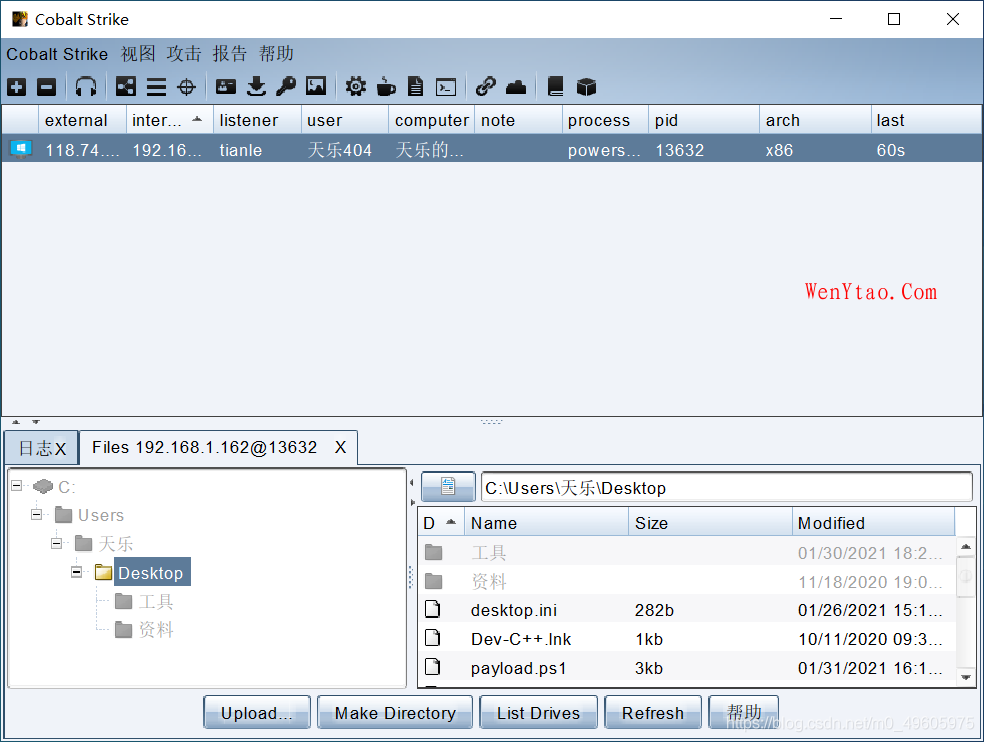 Cobalt Strike
Cobalt Strike 视图 攻击 报告 帮助
external inter... listener user computer note process pid arch last
118.74.... 192.16... tianle 天乐404 天乐的... powers... 13632 x86 60s
WenYtao.Com
日志X Files 192.168.1.162@13632 X
C:
Users
天乐
Desktop
工具
资料
C:\Users\天乐\Desktop
D Name Size Modified
工具 01/30/2021 18:2...
资料 11/18/2020 19:0...
desktop.ini 282b 01/26/2021 15:1...
Dev-C++.lnk 1kb 10/11/2020 09:3...
payload.ps1 3kb 01/31/2021 16:1...
Upload... Make Directory List Drives Refresh 帮助
https://blog.csdn.net/m0_49605975